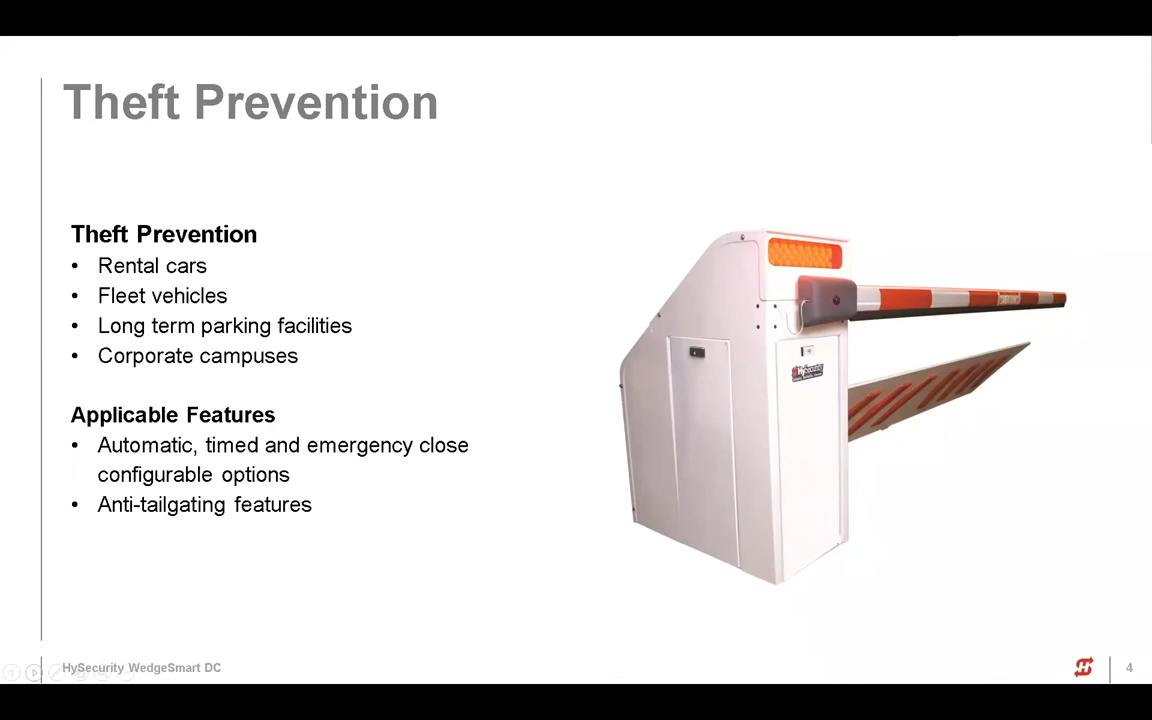 Theft Prevention
Theft Prevention
• Rental cars
• Fleet vehicles
• Long term parking facilities
• Corporate campuses
Applicable Features
• Automatic, timed and emergency close
configurable options
• Anti-tailgating features
HySecurity
HySecurity WedgeSmart DC
4